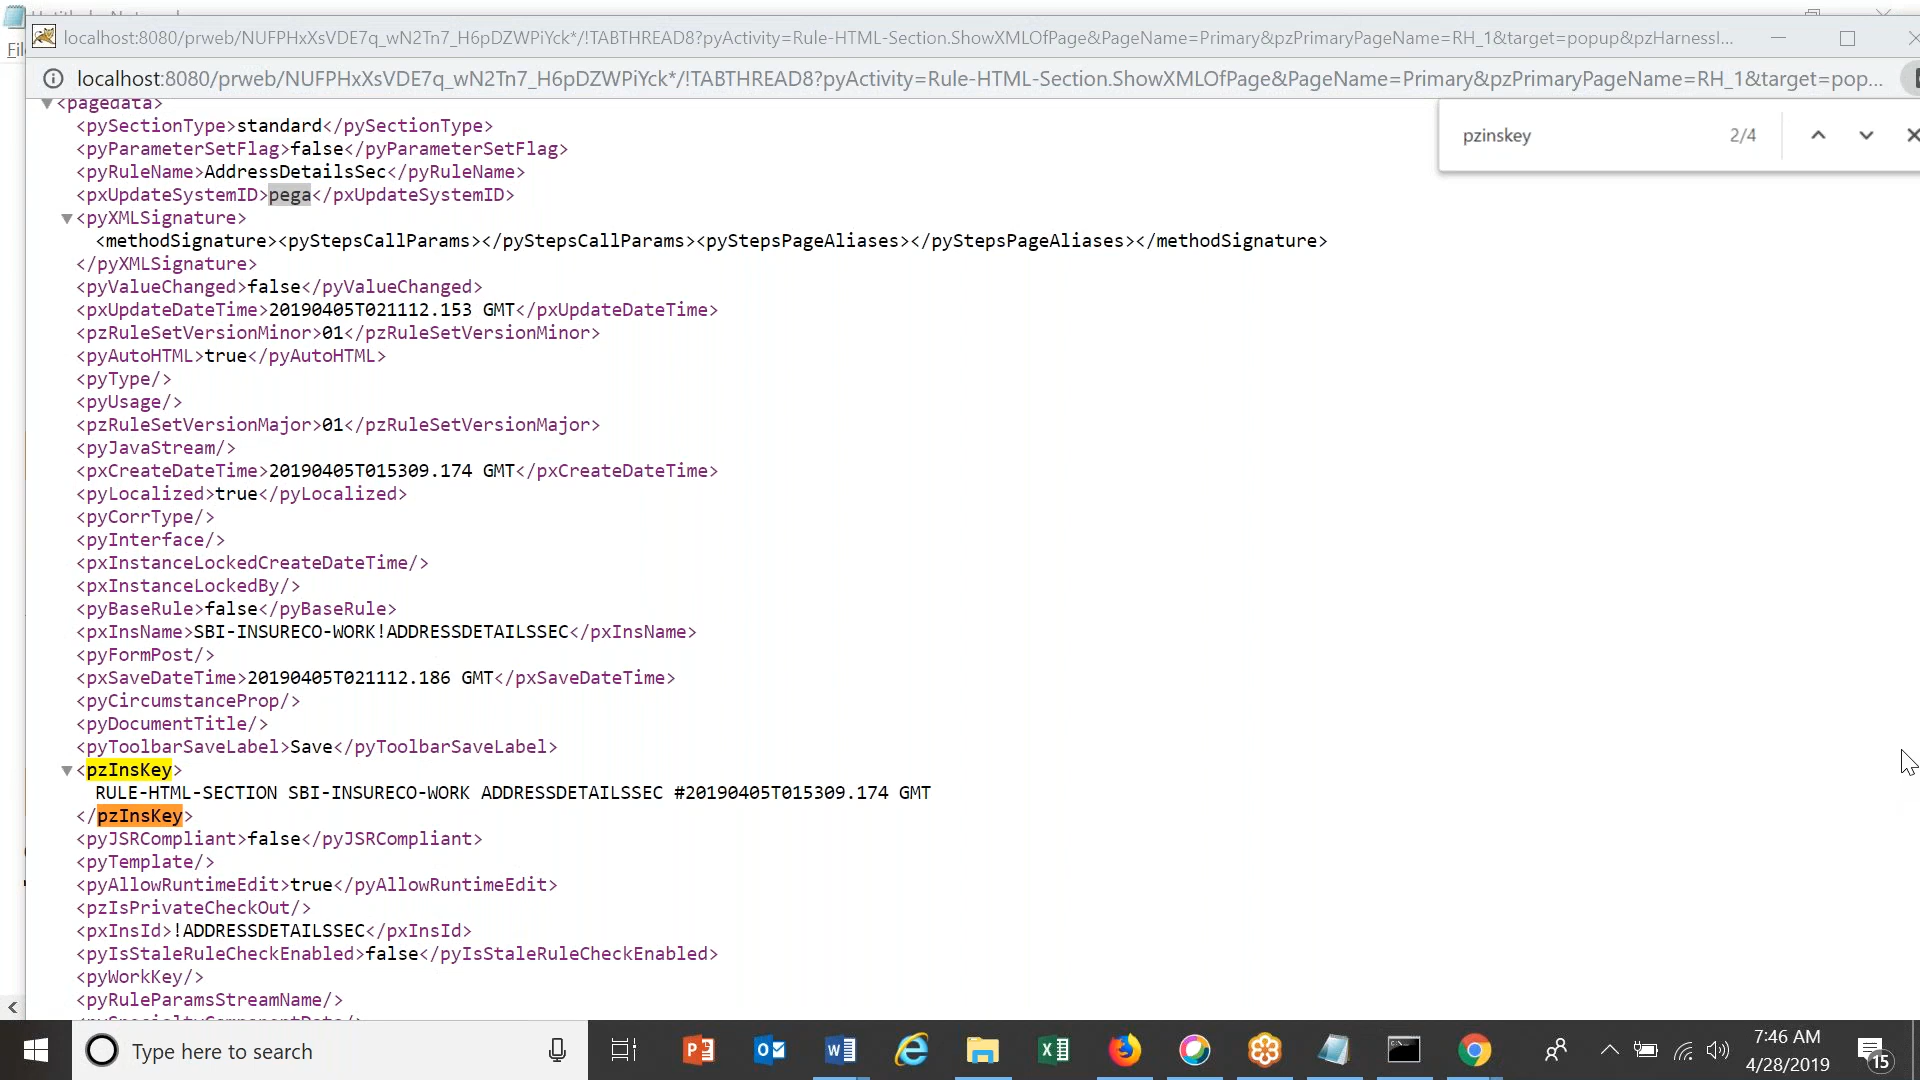 localhost:8080/prweb/NUFPHxXsVDE7q_wN2Tn7_H6pDZWPiYck*/!TABTHREAD8?pyActivity=Rule-HTML-Section.ShowXMLOfPage&PageName=Primary&pzPrimaryPageName=RH_1&target=popup&pzHarnessI...
localhost:8080/prweb/NUFPHxXsVDE7q_wN2Tn7_H6pDZWPiYck*/!TABTHREAD8?pyActivity=Rule-HTML-Section.ShowXMLOfPage&PageName=Primary&pzPrimaryPageName=RH_1&target=pop...
pzinskey 2/4
<pagedata>
<pySectionType>standard</pySectionType>
<pyParameterSetFlag>false</pyParameterSetFlag>
<pyRuleName>AddressDetailsSec</pyRuleName>
<pxUpdateSystemID>pega</pxUpdateSystemID>
<pyXMLSignature>
<methodSignature><pyStepsCallParams></pyStepsCallParams><pyStepsPageAliases></pyStepsPageAliases></methodSignature>
</pyXMLSignature>
<pyValueChanged>false</pyValueChanged>
<pxUpdateDateTime>20190405T021112.153 GMT</pxUpdateDateTime>
<pzRuleSetVersionMinor>01</pzRuleSetVersionMinor>
<pyAutoHTML>true</pyAutoHTML>
<pyType/>
<pyUsage/>
<pzRuleSetVersionMajor>01</pzRuleSetVersionMajor>
<pyJavaStream/>
<pxCreateDateTime>20190405T015309.174 GMT</pxCreateDateTime>
<pyLocalized>true</pyLocalized>
<pyCorrType/>
<pyInterface/>
<pxInstanceLockedCreateDateTime/>
<pxInstanceLockedBy/>
<pyBaseRule>false</pyBaseRule>
<pxInsName>SBI-INSURECO-WORK!ADDRESSDETAILSSEC</pxInsName>
<pyFormPost/>
<pxSaveDateTime>20190405T021112.186 GMT</pxSaveDateTime>
<pyCircumstanceProp/>
<pyDocumentTitle/>
<pyToolbarSaveLabel>Save</pyToolbarSaveLabel>
<pzInsKey>
RULE-HTML-SECTION SBI-INSURECO-WORK ADDRESSDETAILSSEC #20190405T015309.174 GMT
</pzInsKey>
<pyJSRCompliant>false</pyJSRCompliant>
<pyTemplate/>
<pyAllowRuntimeEdit>true</pyAllowRuntimeEdit>
<pzIsPrivateCheckOut/>
<pxInsId>!ADDRESSDETAILSSEC</pxInsId>
<pyIsStaleRuleCheckEnabled>false</pyIsStaleRuleCheckEnabled>
<pyWorkKey/>
<pyRuleParamsStreamName/>
Type here to search
7:46 AM
4/28/2019
15